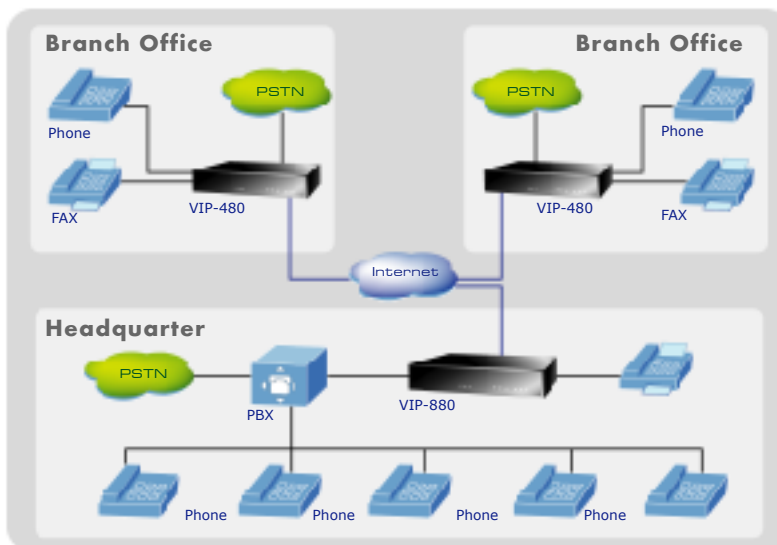 Branch Office
Branch Office
PSTN
PSTN
Phone
Phone
FAX
VIP-480
VIP-480
FAX
Internet
Headquarter
PSTN
PBX
VIP-880
Phone
Phone
Phone
Phone